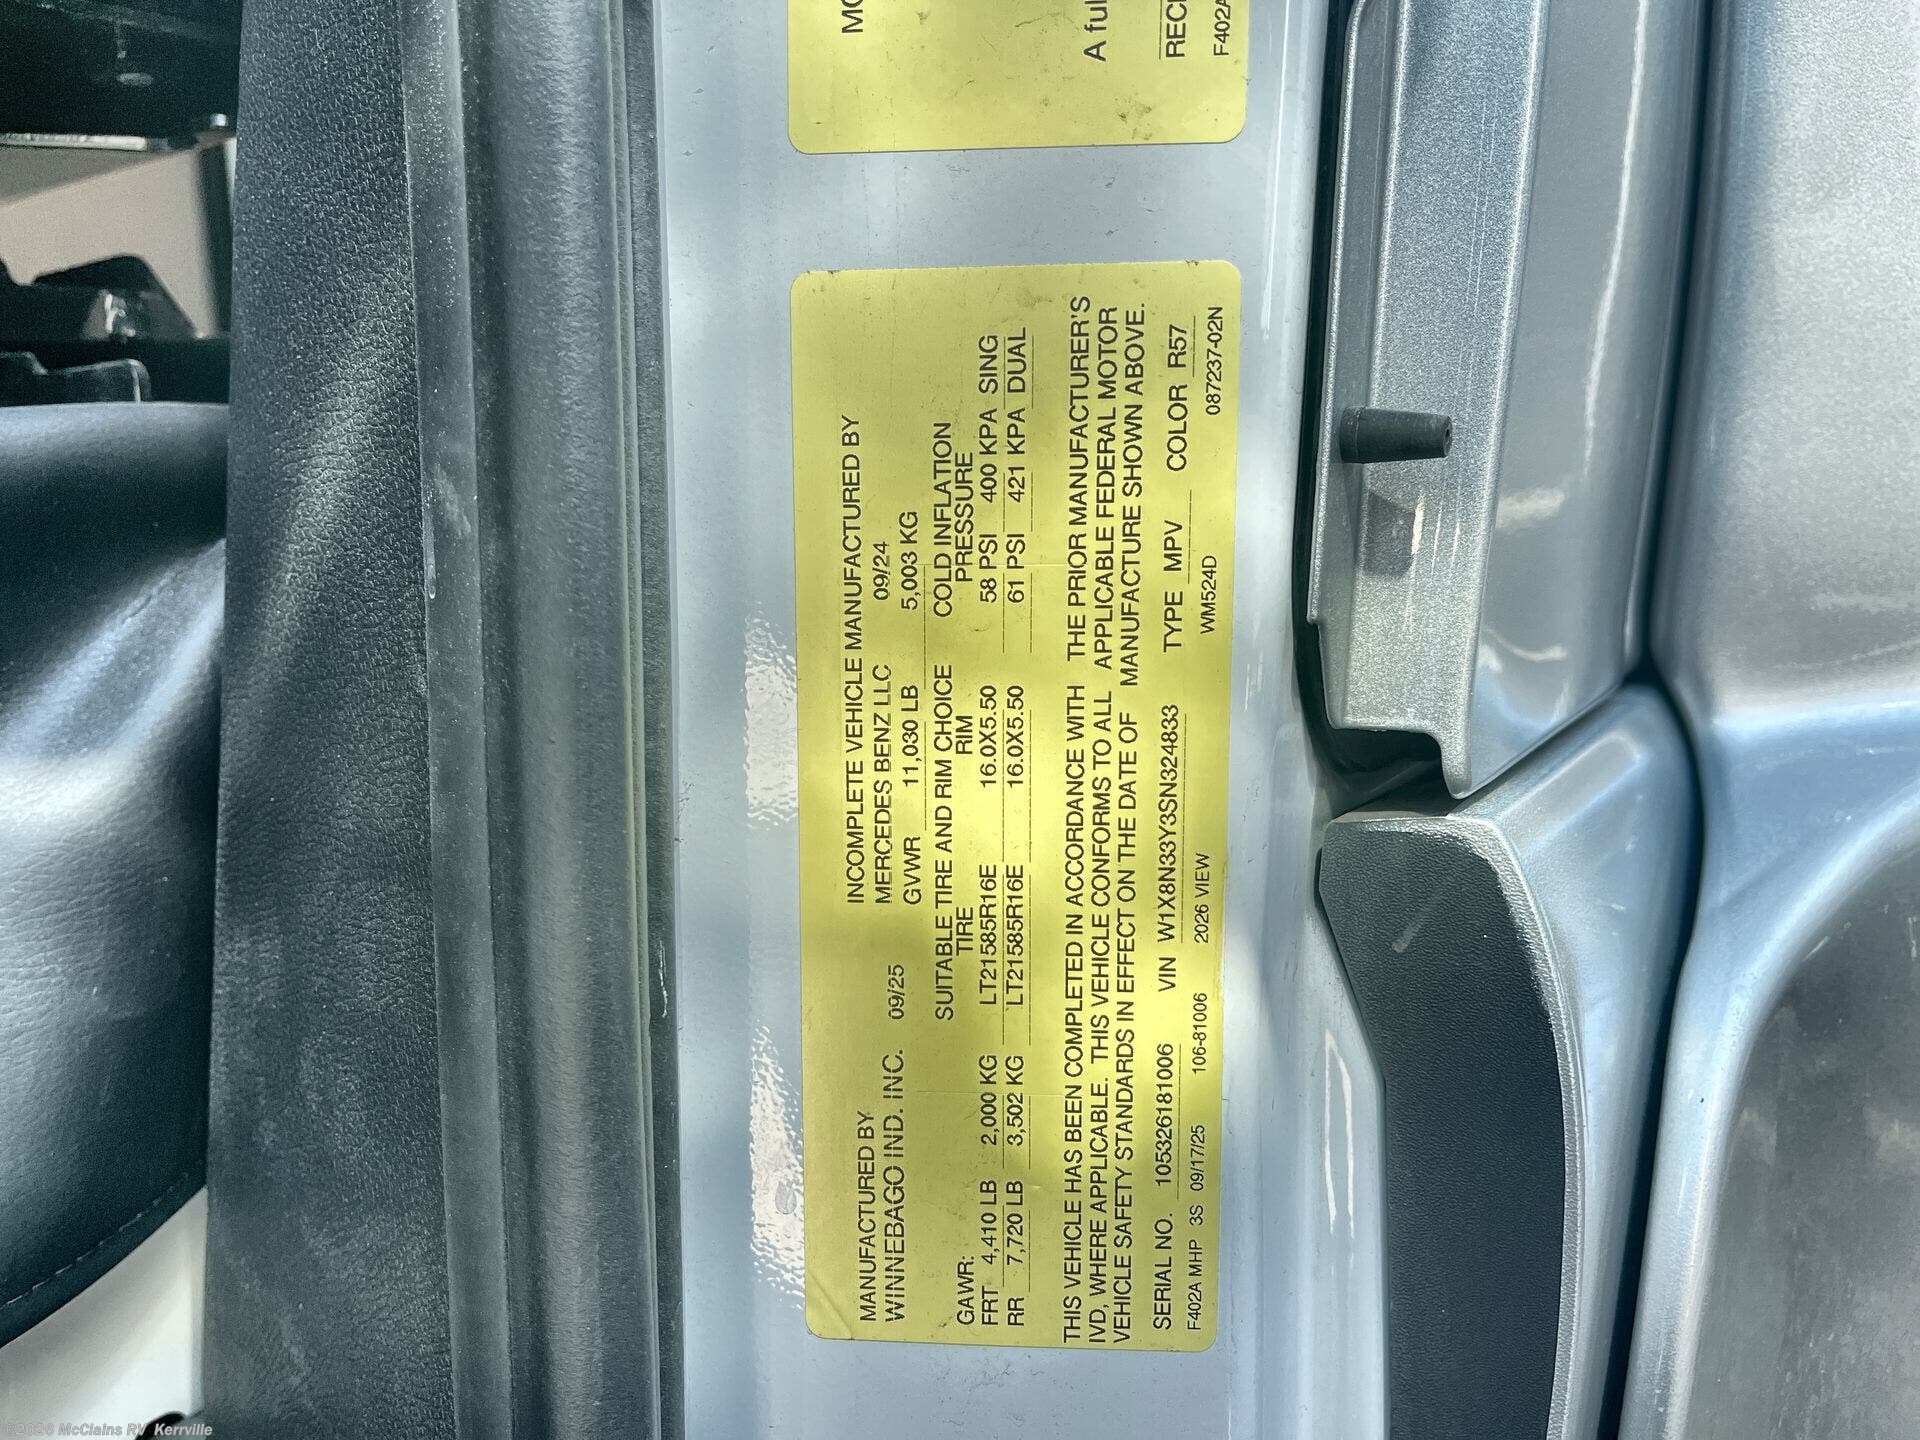 MANUFACTURED BY
WINNEBAGO IND. INC. 09/25
INCOMPLETE VEHICLE MANUFACTURED BY
MERCEDES BENZ LLC 09/24
GVWR 11,030 LB 5,003 KG
SUITABLE TIRE AND RIM CHOICE
GAWR: TIRE RIM COLD INFLATION PRESSURE
FRT 4,410 LB 2,000 KG LT21585R16E 16.0X5.50 58 PSI 400 KPA SING
RR 7,720 LB 3,502 KG LT21585R16E 16.0X5.50 61 PSI 421 KPA DUAL
THIS VEHICLE HAS BEEN COMPLETED IN ACCORDANCE WITH THE PRIOR MANUFACTURER'S
IVD, WHERE APPLICABLE. THIS VEHICLE CONFORMS TO ALL APPLICABLE FEDERAL MOTOR
VEHICLE SAFETY STANDARDS IN EFFECT ON THE DATE OF MANUFACTURE SHOWN ABOVE.
SERIAL NO. 105326181006 VIN W1X8N33Y3SN324833 TYPE MPV COLOR R57
F402A MHP 3S 09/17/25 106-81006 2026 VIEW WM524D 087237-02N
MO
A ful
REC
F402A
©2026 McClains RV Kerrville